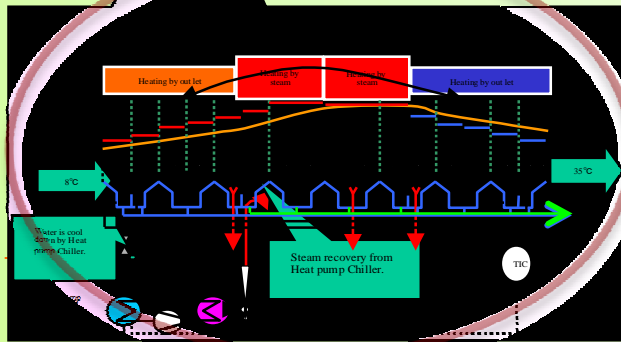 Heating by out let
Heating by
steam
Heating by
steam
Heating by out let
8℃
35℃
Water is cool
down by Heat
pump Chiller.
Steam recovery from
Heat pump Chiller.
TIC